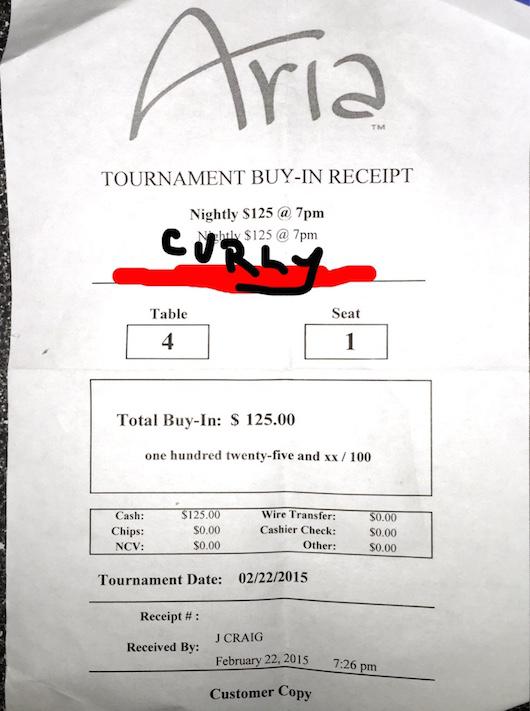 Aria
TM
TOURNAMENT BUY-IN RECEIPT
Nightly $125 @ 7pm
Nightly $125 @ 7pm
CURLY
Table Seat
4 1
Total Buy-In: $ 125.00
one hundred twenty-five and xx / 100
Cash: $125.00 Wire Transfer: $0.00
Chips: $0.00 Cashier Check: $0.00
NCV: $0.00 Other: $0.00
Tournament Date: 02/22/2015
Receipt # :
Received By: J CRAIG
February 22, 2015 7:26 pm
Customer Copy